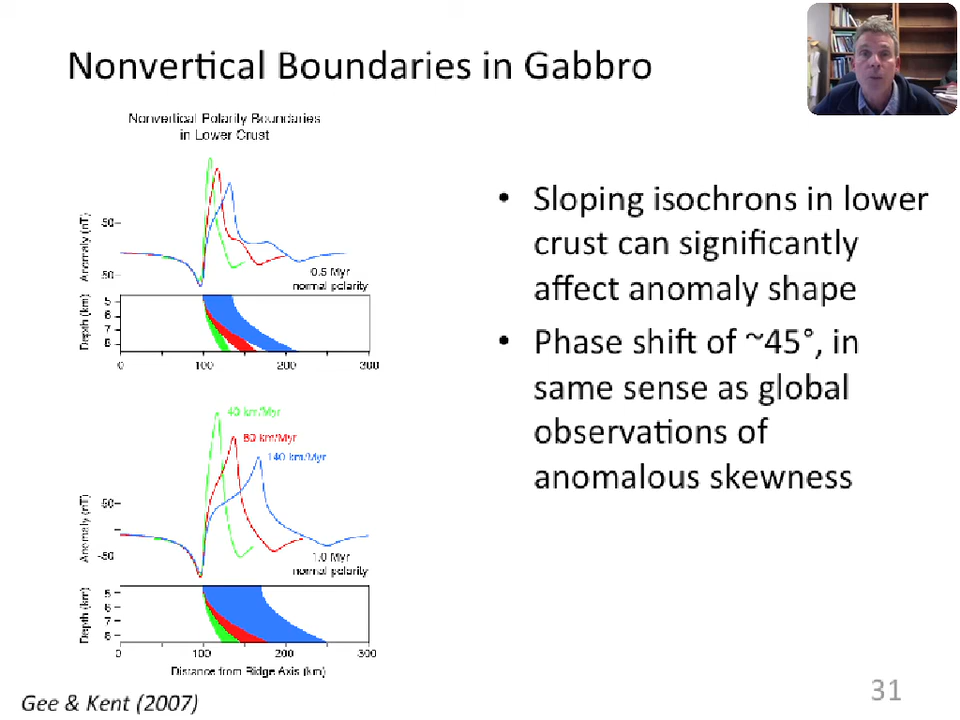 Nonvertical Boundaries in Gabbro
Nonvertical Polarity Boundaries
in Lower Crust
Anomaly (nT)
50
50
0.5 Myr
normal polarity
Depth (km)
5
6
7
8
0
100
200
300
40 km/Myr
80 km/Myr
140 km/Myr
Anomaly (nT)
50
-50
1.0 Myr
normal polarity
Depth (km)
5
6
7
8
0
100
200
300
Distance from Ridge Axis (km)
• Sloping isochrons in lower
crust can significantly
affect anomaly shape
• Phase shift of ~45°, in
same sense as global
observations of
anomalous skewness
Gee & Kent (2007)
31